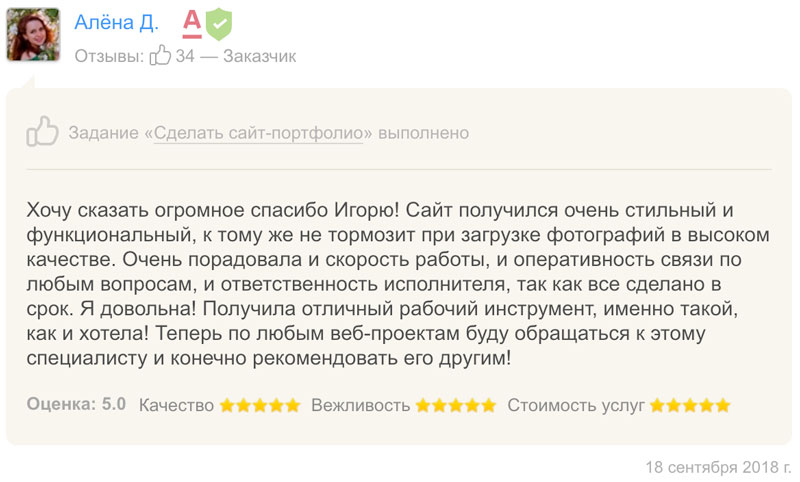 Алёна Д. А
Отзывы: 34 — Заказчик
Задание «Сделать сайт-портфолио» выполнено
Хочу сказать огромное спасибо Игорю! Сайт получился очень стильный и
функциональный, к тому же не тормозит при загрузке фотографий в высоком
качестве. Очень порадовала и скорость работы, и оперативность связи по
любым вопросам, и ответственность исполнителя, так как все сделано в
срок. Я довольна! Получила отличный рабочий инструмент, именно такой,
как и хотела! Теперь по любым веб-проектам буду обращаться к этому
специалисту и конечно рекомендовать его другим!
Оценка: 5.0 Качество Вежливость Стоимость услуг
18 сентября 2018 г.